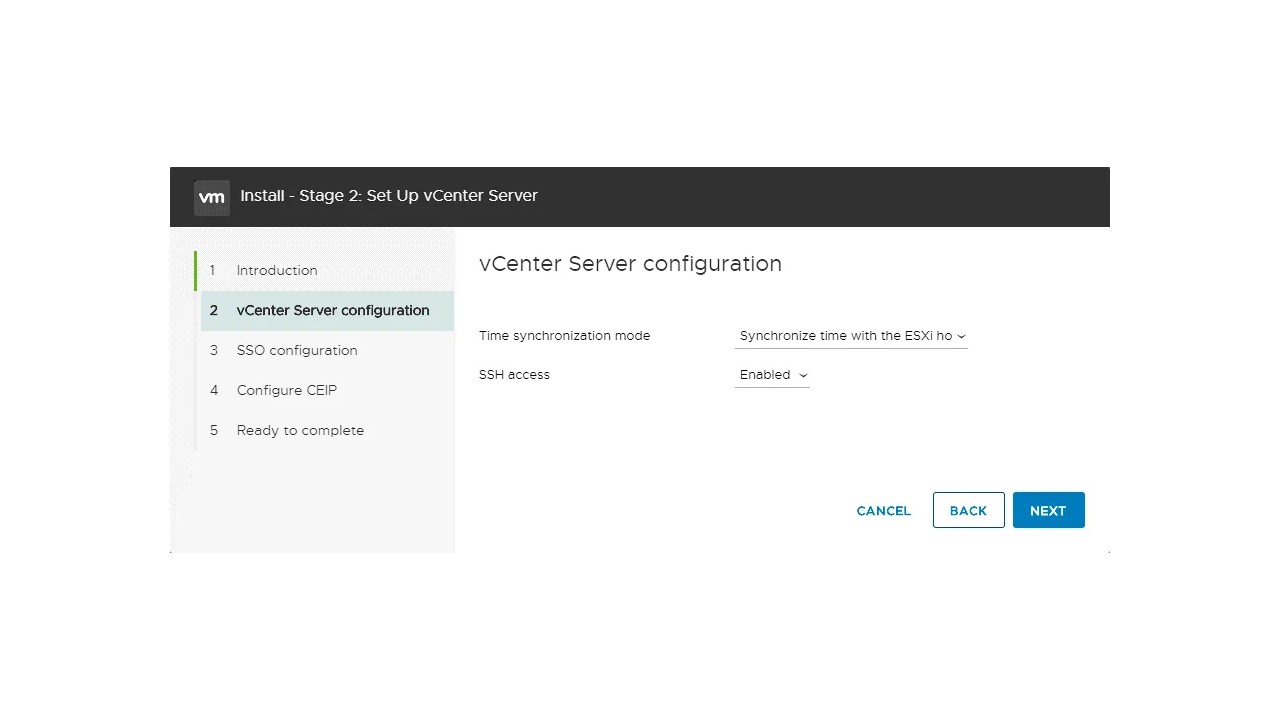 vm Install - Stage 2: Set Up vCenter Server
1 Introduction
2 vCenter Server configuration
3 SSO configuration
4 Configure CEIP
5 Ready to complete
vCenter Server configuration
Time synchronization mode Synchronize time with the ESXi ho
SSH access Enabled
CANCEL BACK NEXT